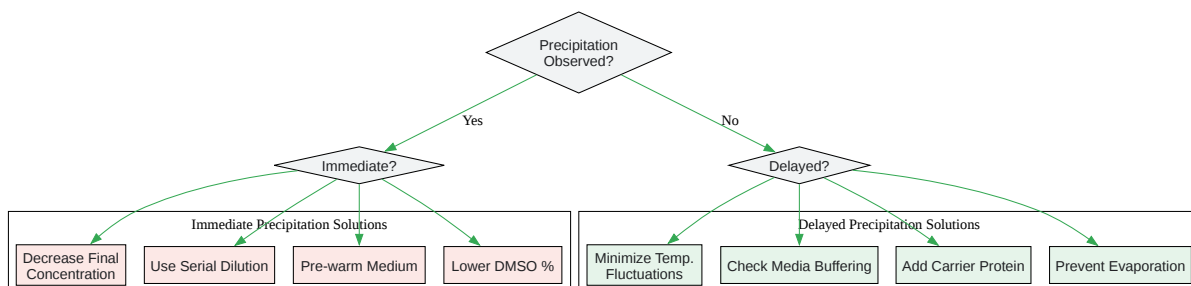 Precipitation
Observed?
Yes
No
Immediate?
Delayed?
Immediate Precipitation Solutions
Delayed Precipitation Solutions
Decrease Final
Concentration
Use Serial Dilution
Pre-warm Medium
Lower DMSO %
Minimize Temp.
Fluctuations
Check Media Buffering
Add Carrier Protein
Prevent Evaporation